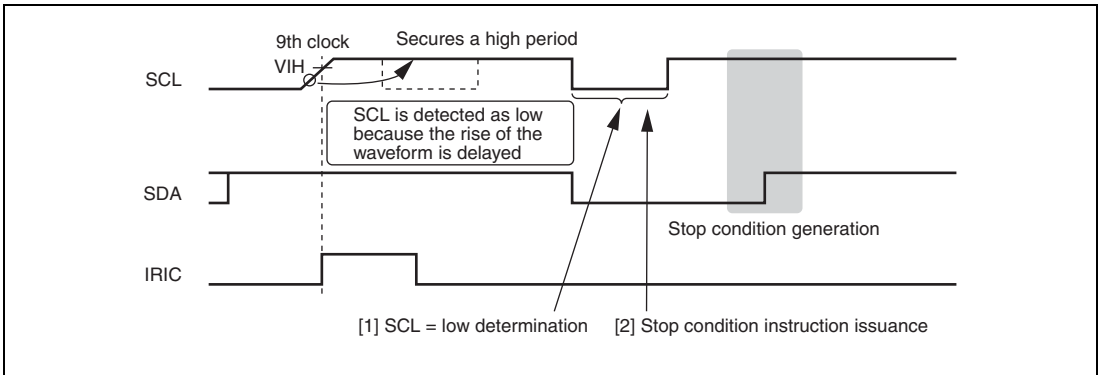 9th clock
Secures a high period
VIH
SCL
SCL is detected as low
because the rise of the
waveform is delayed
SDA
Stop condition generation
IRIC
[1] SCL = low determination
[2] Stop condition instruction issuance